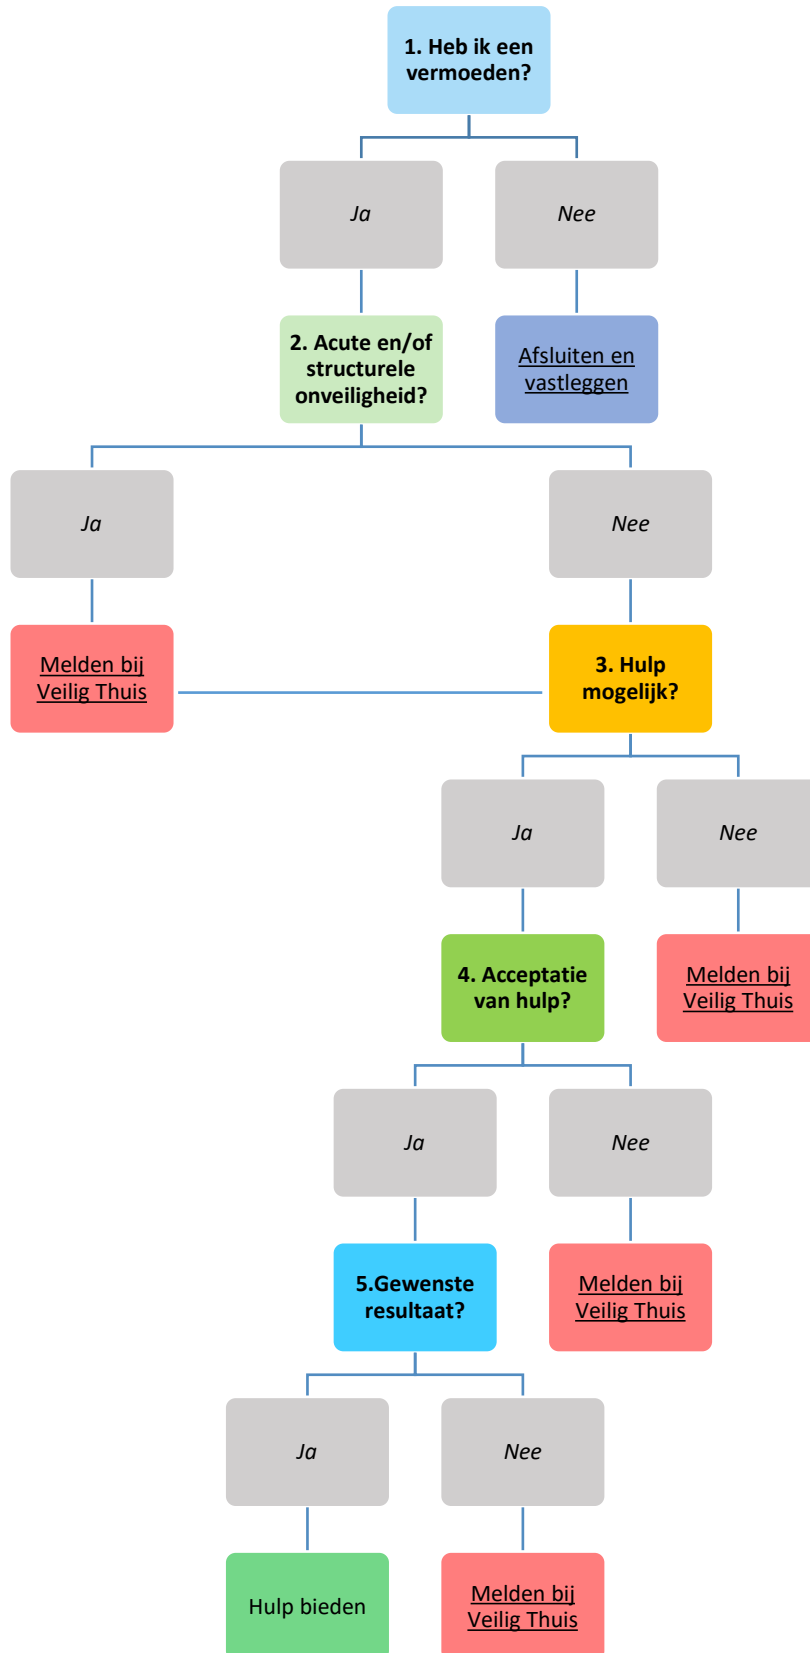 1. Heb ik een
vermoeden?
Ja
Nee
2. Acute en/of
structurele
onveiligheid?
Afsluiten en
vastleggen
Ja
Nee
Melden bij
Veilig Thuis
3. Hulp
mogelijk?
Ja
Nee
4. Acceptatie
van hulp?
Melden bij
Veilig Thuis
Ja
Nee
5.Gewenste
resultaat?
Melden bij
Veilig Thuis
Ja
Nee
Hulp bieden
Melden bij
Veilig Thuis